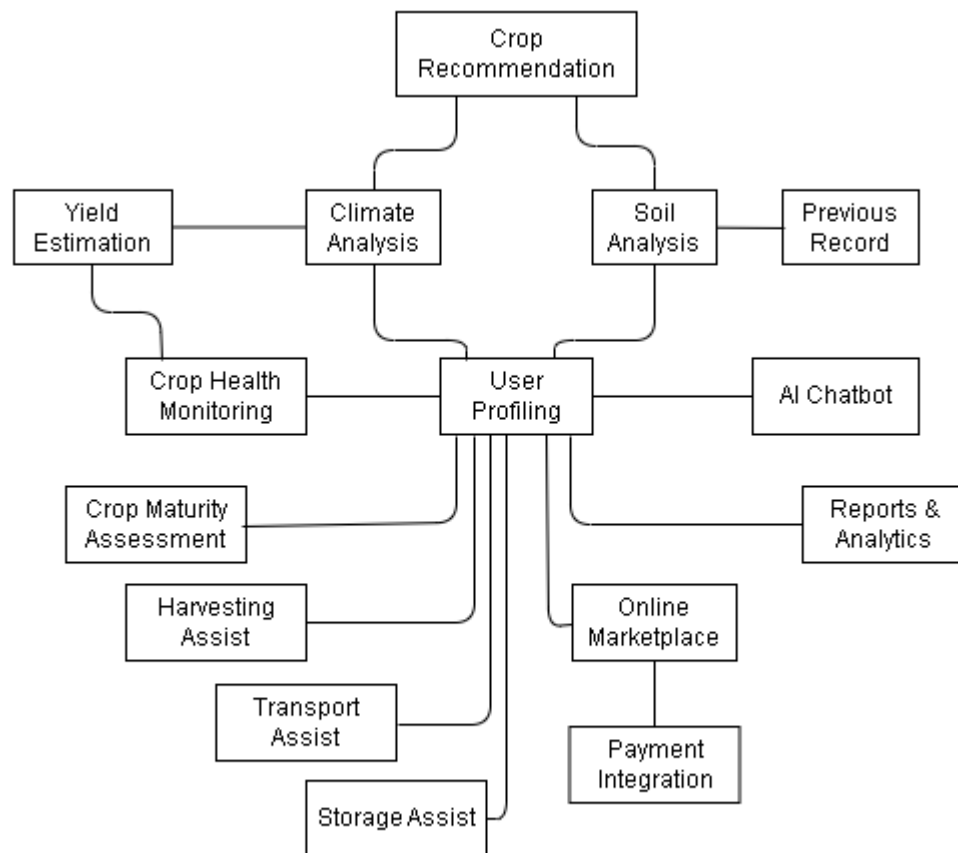 Crop
Recommendation
Yield
Estimation
Climate
Analysis
Soil
Analysis
Previous
Record
Crop Health
Monitoring
User
Profiling
AI Chatbot
Crop Maturity
Assessment
Reports &
Analytics
Harvesting
Assist
Online
Marketplace
Transport
Assist
Payment
Integration
Storage Assist